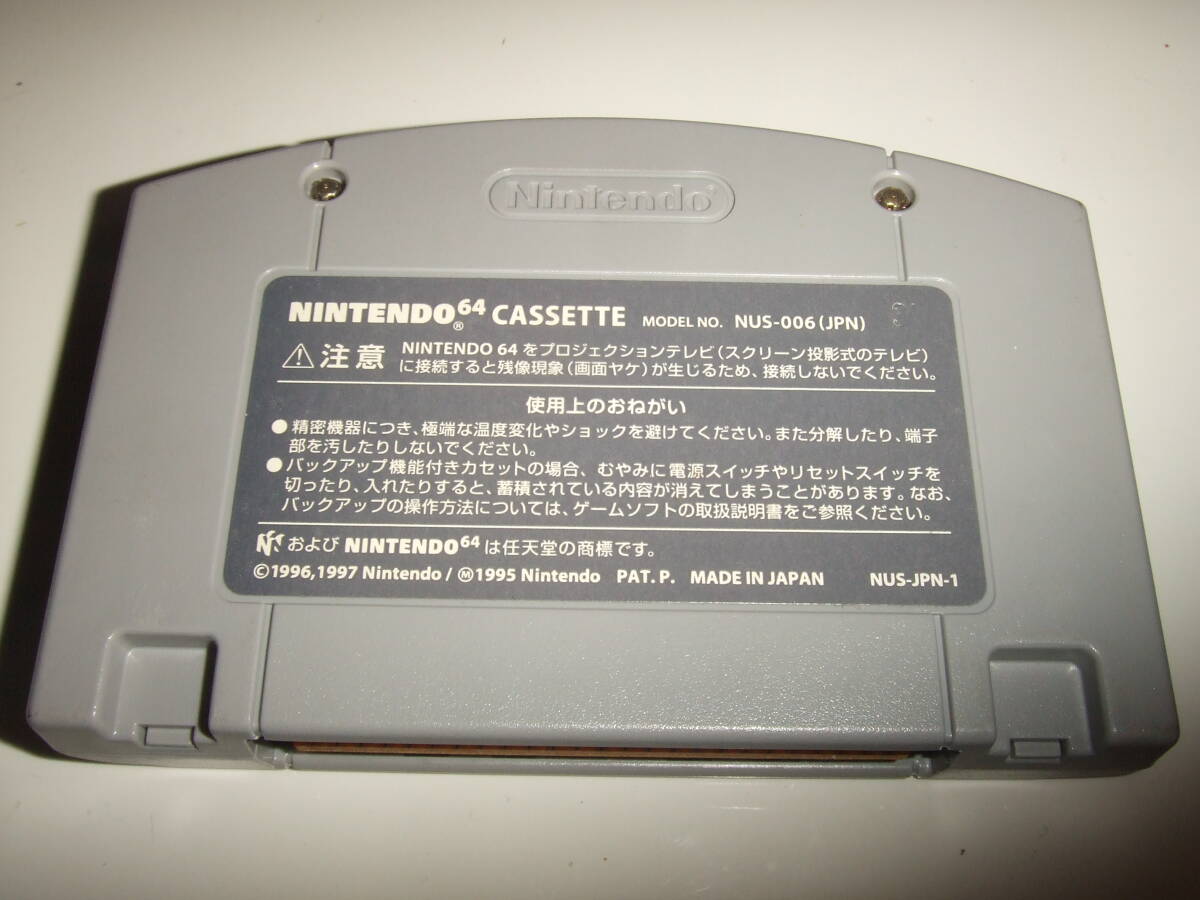 Nintendo®
NINTENDO64® CASSETTE MODEL NO. NUS-006(JPN)
注意 NINTENDO 64をプロジェクションテレビ(スクリーン投影式のテレビ)
に接続すると残像現象(画面ヤケ)が生じるため、接続しないでください。
使用上のおねがい
●精密機器につき、極端な温度変化やショックを避けてください。また分解したり、端子
部を汚したりしないでください。
●バックアップ機能付きカセットの場合、むやみに電源スイッチやリセットスイッチを
切ったり、入れたりすると、蓄積されている内容が消えてしまうことがあります。なお、
バックアップの操作方法については、ゲームソフトの取扱説明書をご参照ください。
および NINTENDO64 は任天堂の商標です。
©1996,1997 Nintendo/Ⓜ1995 Nintendo PAT.P. MADE IN JAPAN NUS-JPN-1